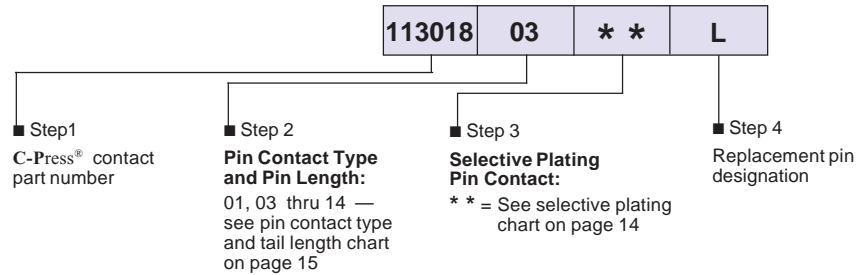 113018 03 * * L
■ Step1
C-Press® contact
part number
■ Step 2
Pin Contact Type
and Pin Length:
01, 03 thru 14 —
see pin contact type
and tail length chart
on page 15
■ Step 3
Selective Plating
Pin Contact:
* * = See selective plating
chart on page 14
■ Step 4
Replacement pin
designation